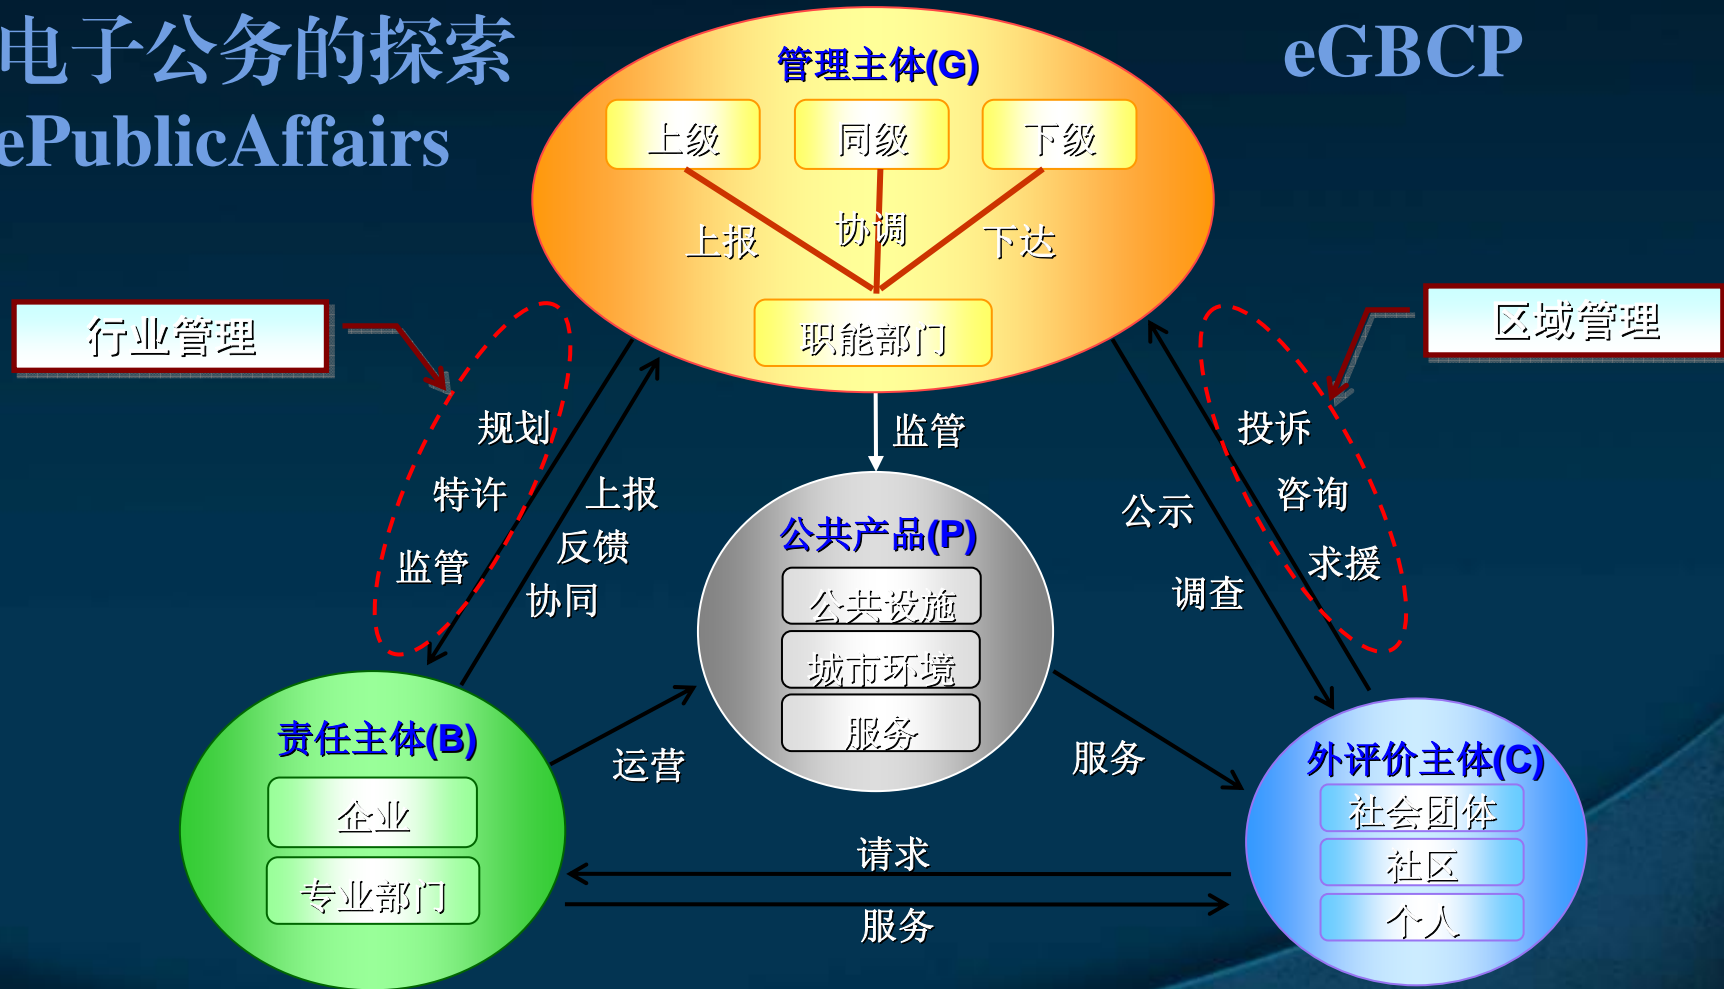 电子公务的探索
ePublicAffairs
eGBCP
管理主体(G)
上级
同级
下级
上报
协调
下达
职能部门
行业管理
区域管理
规划
特许
监管
上报
反馈
协同
监管
公示
调查
投诉
咨询
求援
公共产品(P)
公共设施
城市环境
服务
责任主体(B)
企业
专业部门
运营
服务
外评价主体(C)
社会团体
社区
个人
请求
服务